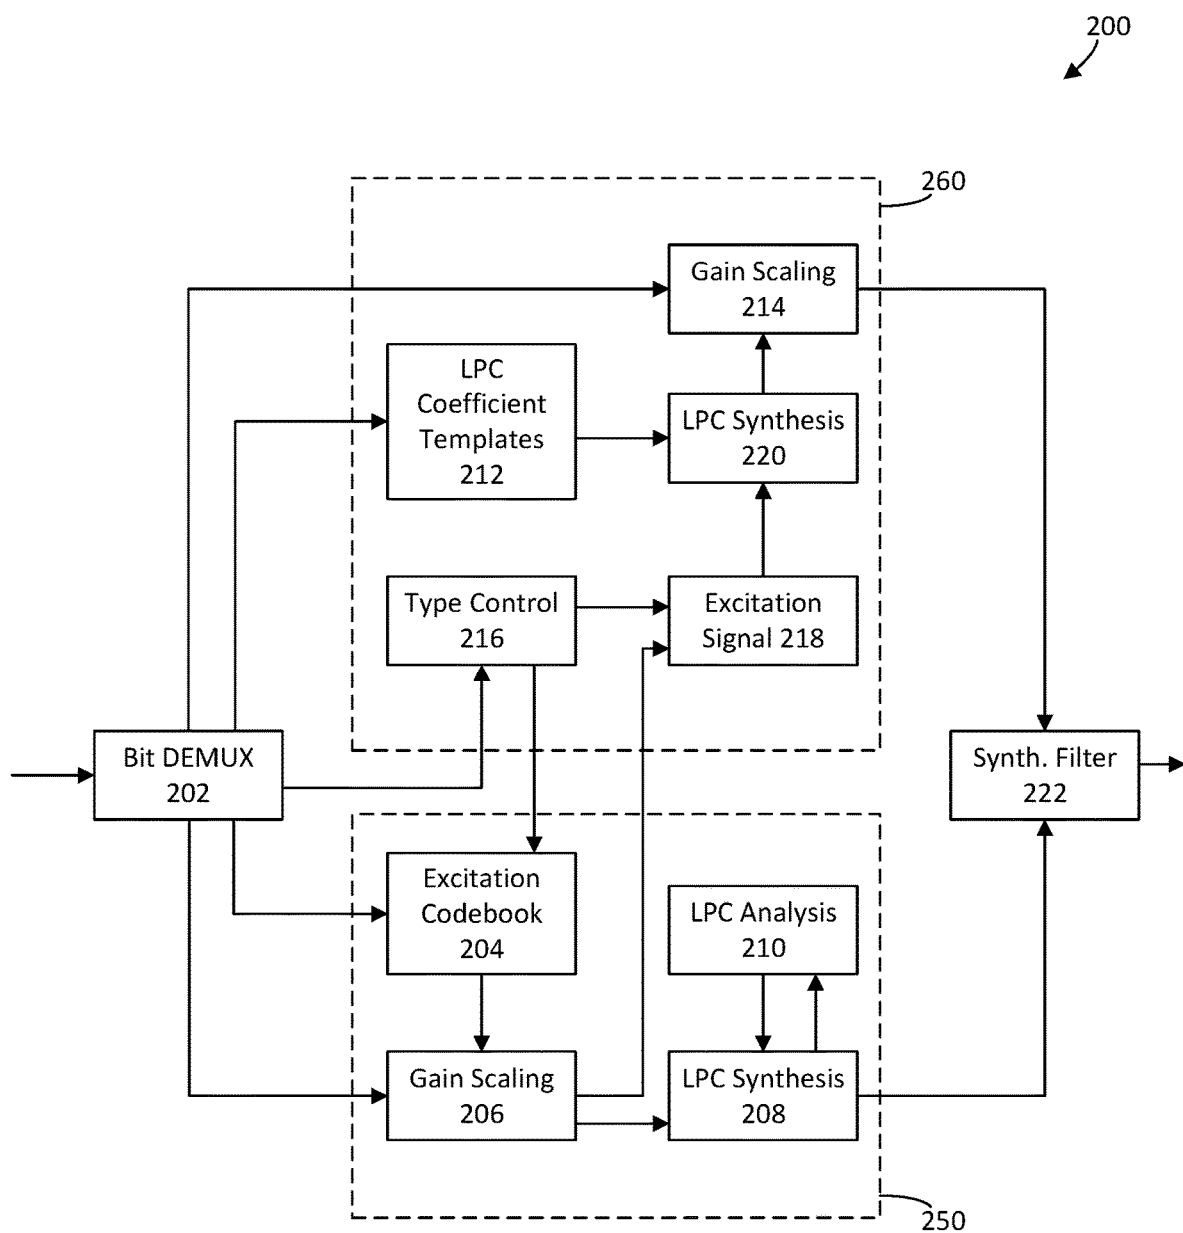 200
260
Gain Scaling
214
LPC
Coefficient
Templates
212
LPC Synthesis
220
Type Control
216
Excitation
Signal 218
Bit DEMUX
202
Synth. Filter
222
Excitation
Codebook
204
LPC Analysis
210
Gain Scaling
206
LPC Synthesis
208
250